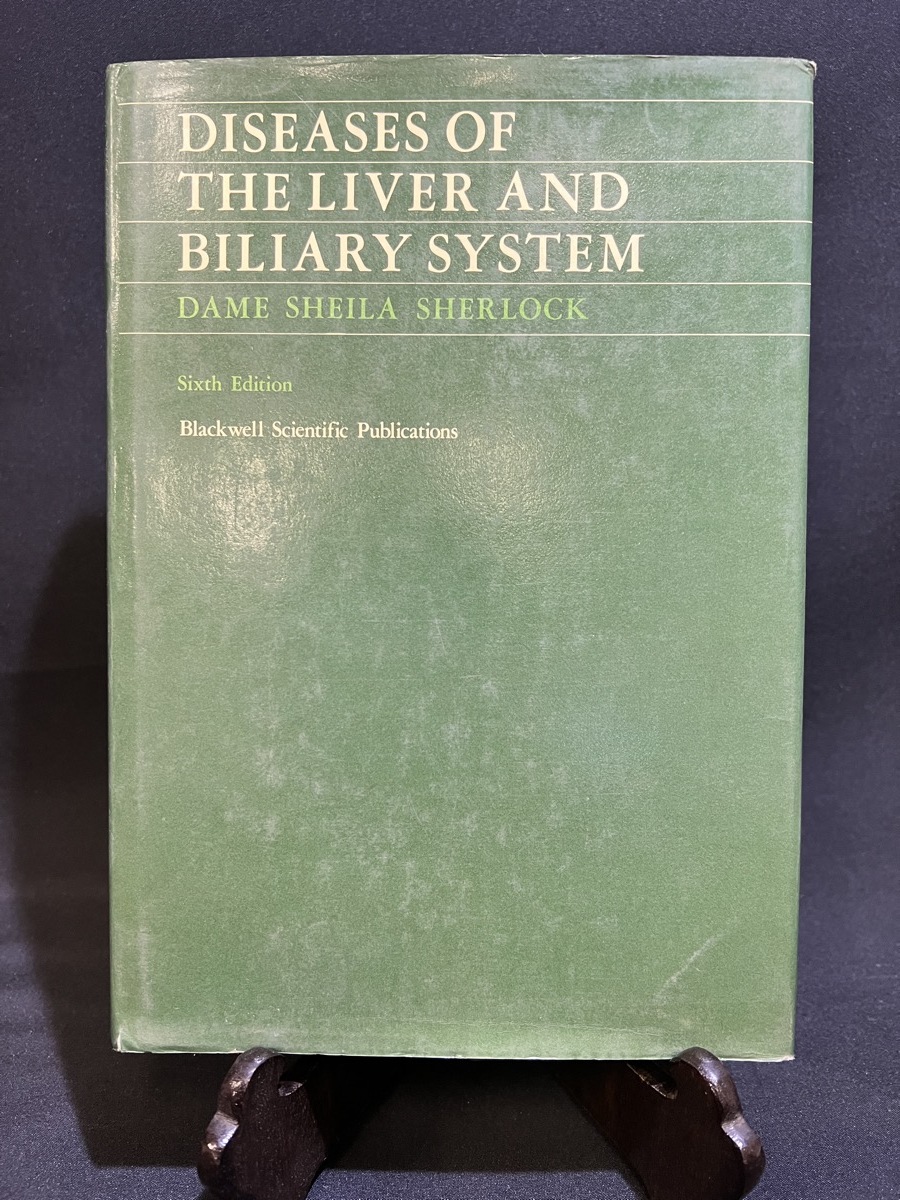 DISEASES OF
THE LIVER AND
BILIARY SYSTEM
DAME SHEILA SHERLOCK
Sixth Edition
Blackwell Scientific Publications